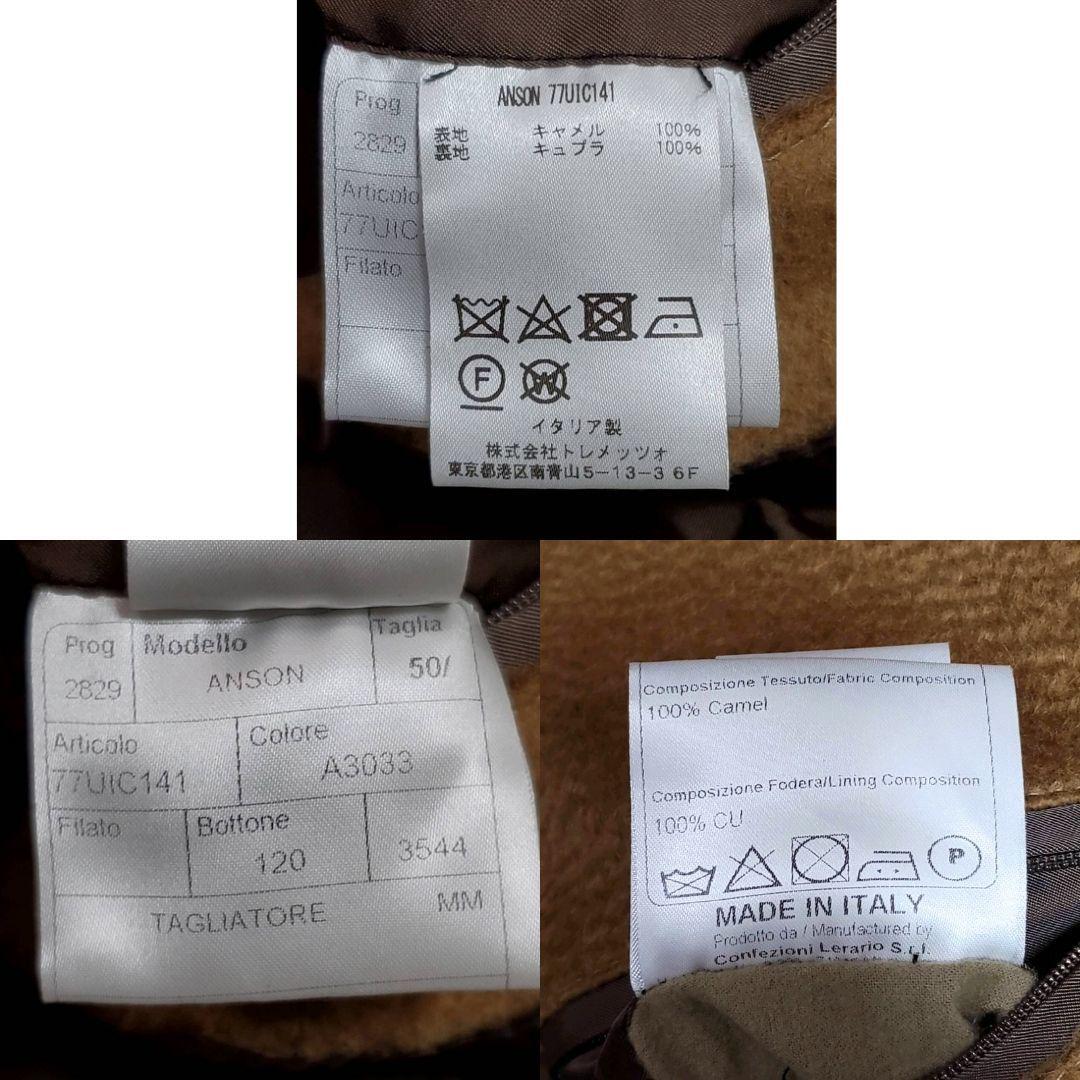 Prog
2829
Articolo
77UIC
Filato
ANSON 77UIC141
表地 キャメル 100%
裏地 キュプラ 100%
F
W
イタリア製
株式会社トレメッツォ
東京都港区南青山5-13-3 6F
Prog Modello Taglia
2829 ANSON 50/
Articolo Colore
77UIC141 A3033
Filato Bottone
120 3544
TAGLIATORE MM
Composizione Tessuto/Fabric Composition
100% Camel
Composizione Fodera/Lining Composition
100% CU
P
MADE IN ITALY
Prodotto da / Manufactured by
Confezioni Lerario S.r.l.